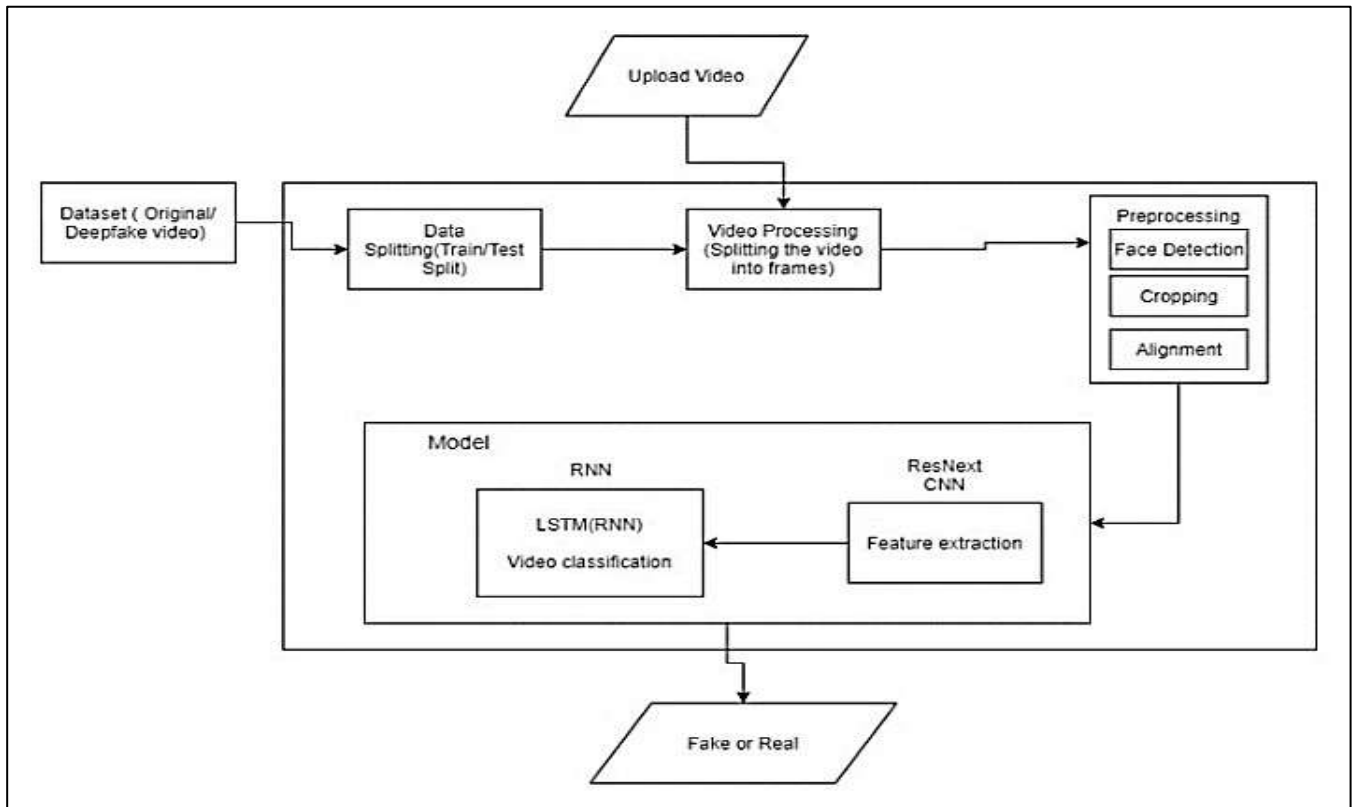 Upload Video
Dataset ( Original/
Deepfake video)
Data
Splitting(Train/Test
Split)
Video Processing
(Splitting the video
into frames)
Preprocessing
Face Detection
Cropping
Alignment
Model
RNN
LSTM(RNN)
Video classification
ResNext
CNN
Feature extraction
Fake or Real